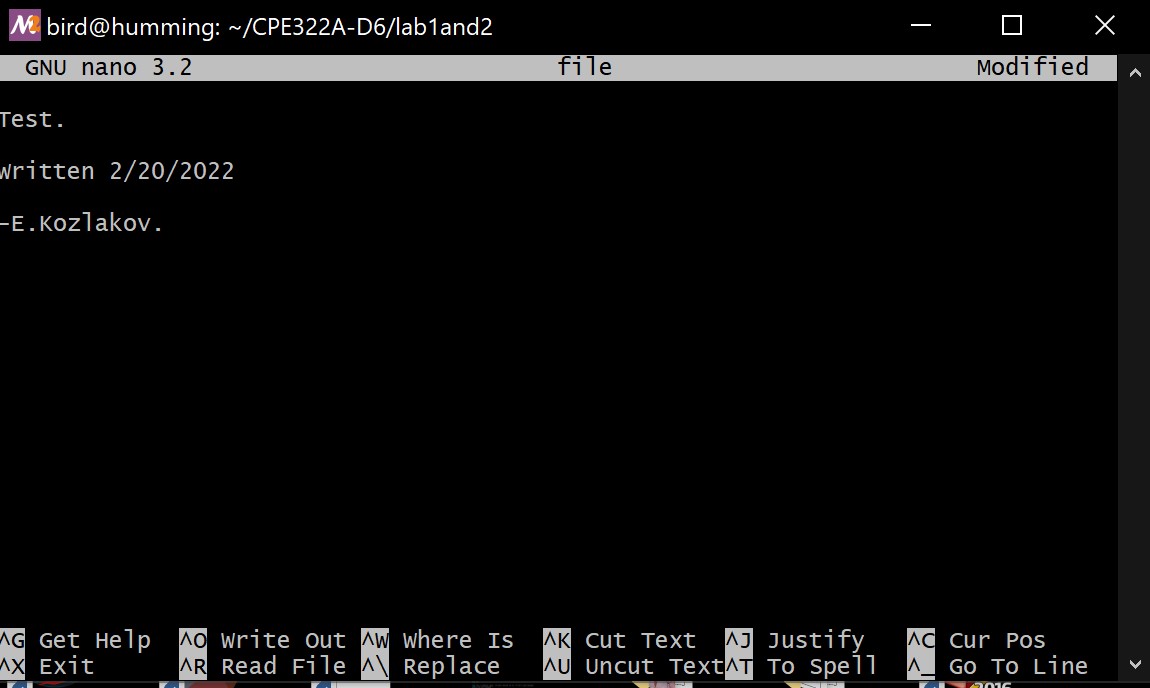 bird@humming: ~/CPE322A-D6/lab1and2
GNU nano 3.2 file Modified
Test.
written 2/20/2022
-E.Kozlakov.
^G Get Help ^O Write Out ^W Where Is ^K Cut Text ^J Justify ^C Cur Pos
^X Exit ^R Read File ^\ Replace ^U Uncut Text ^T To Spell ^_ Go To Line